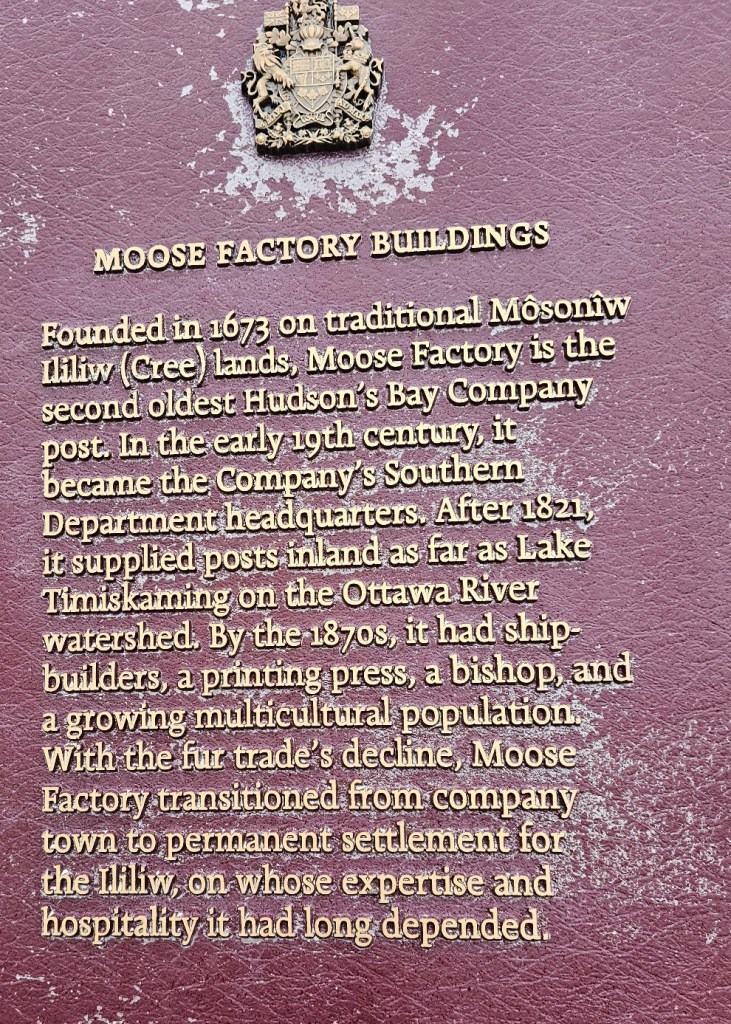 MOOSE FACTORY BUILDINGS
Founded in 1673 on traditional Môsonîw
Ililiw (Cree) lands, Moose Factory is the
second oldest Hudson's Bay Company
post. In the early 19th century, it
became the Company's Southern
Department headquarters. After 1821,
it supplied posts inland as far as Lake
Timiskaming on the Ottawa River
watershed. By the 1870s, it had ship-
builders, a printing press, a bishop, and
a growing multicultural population.
With the fur trade's decline, Moose
Factory transitioned from company
town to permanent settlement for
the Ililiw, on whose expertise and
hospitality it had long depended.